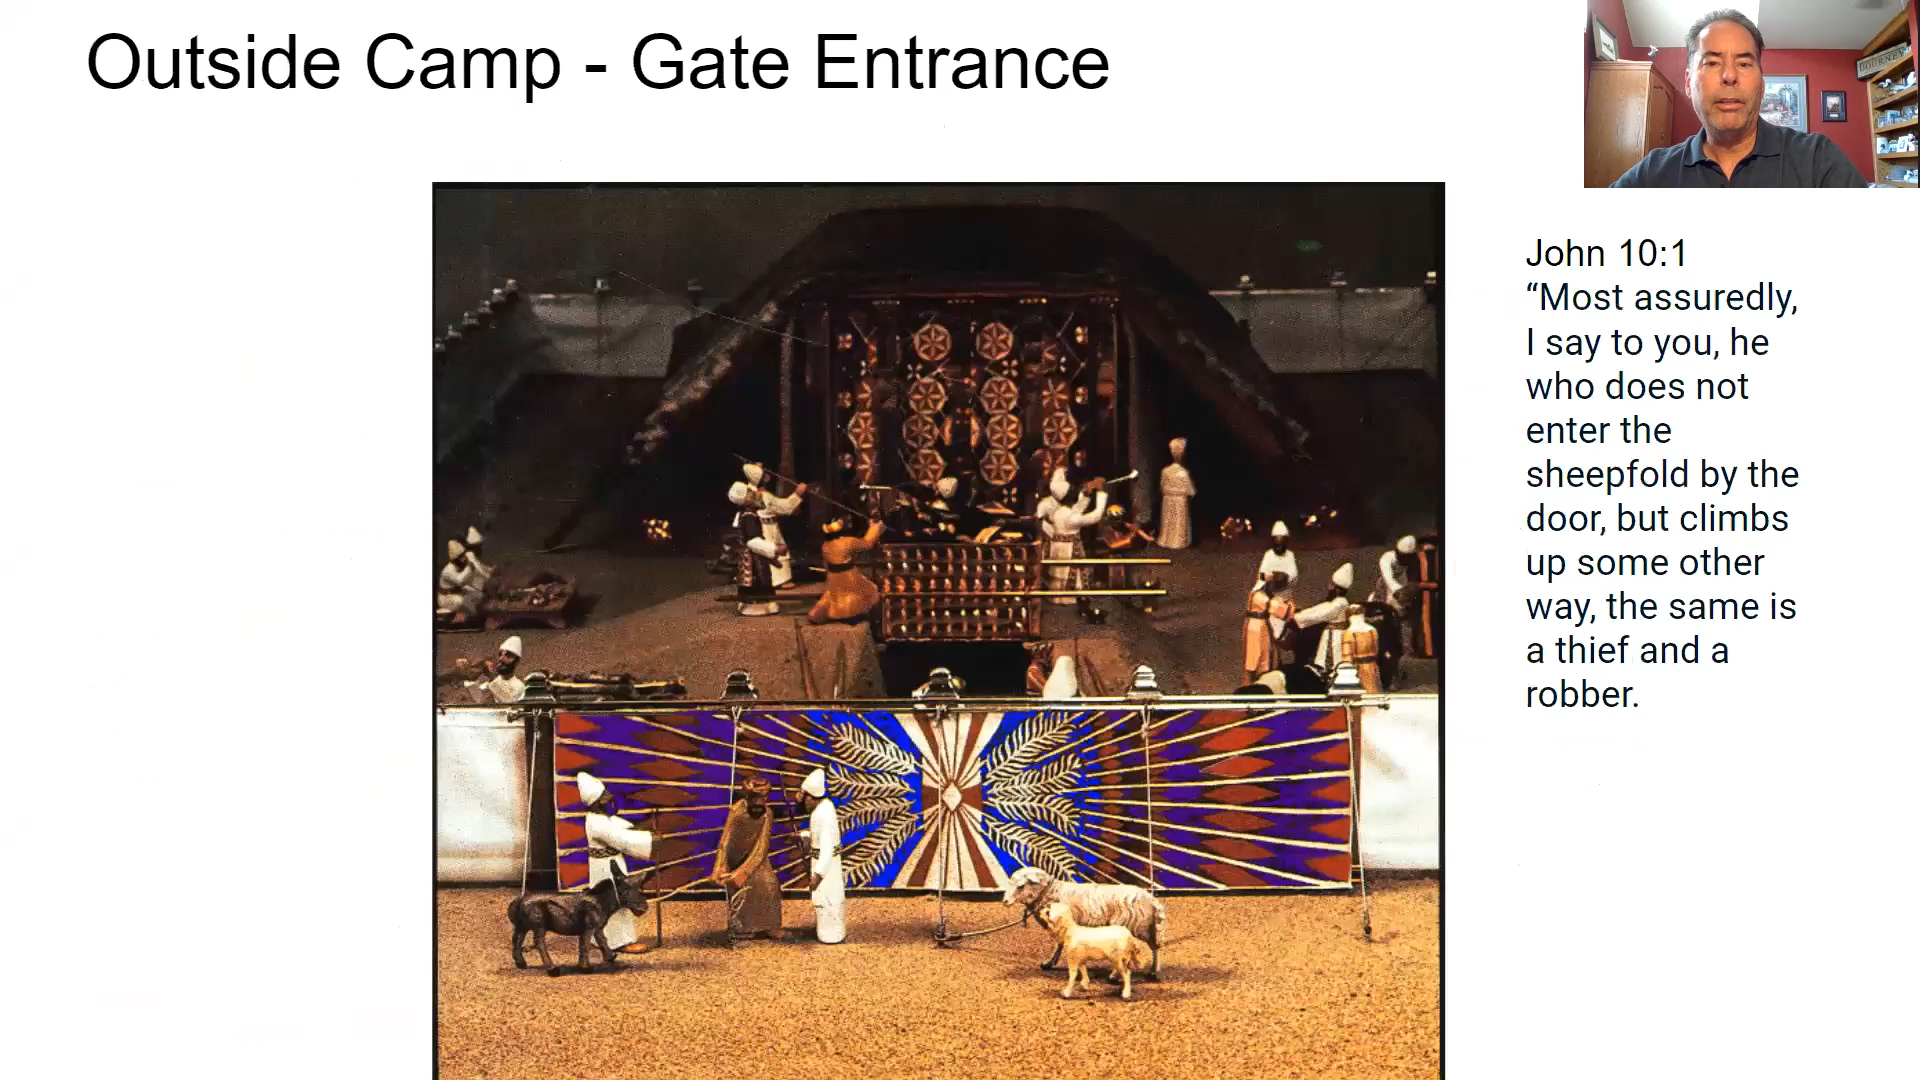 Outside Camp - Gate Entrance
JOURNEY
John 10:1
“Most assuredly,
I say to you, he
who does not
enter the
sheepfold by the
door, but climbs
up some other
way, the same is
a thief and a
robber.